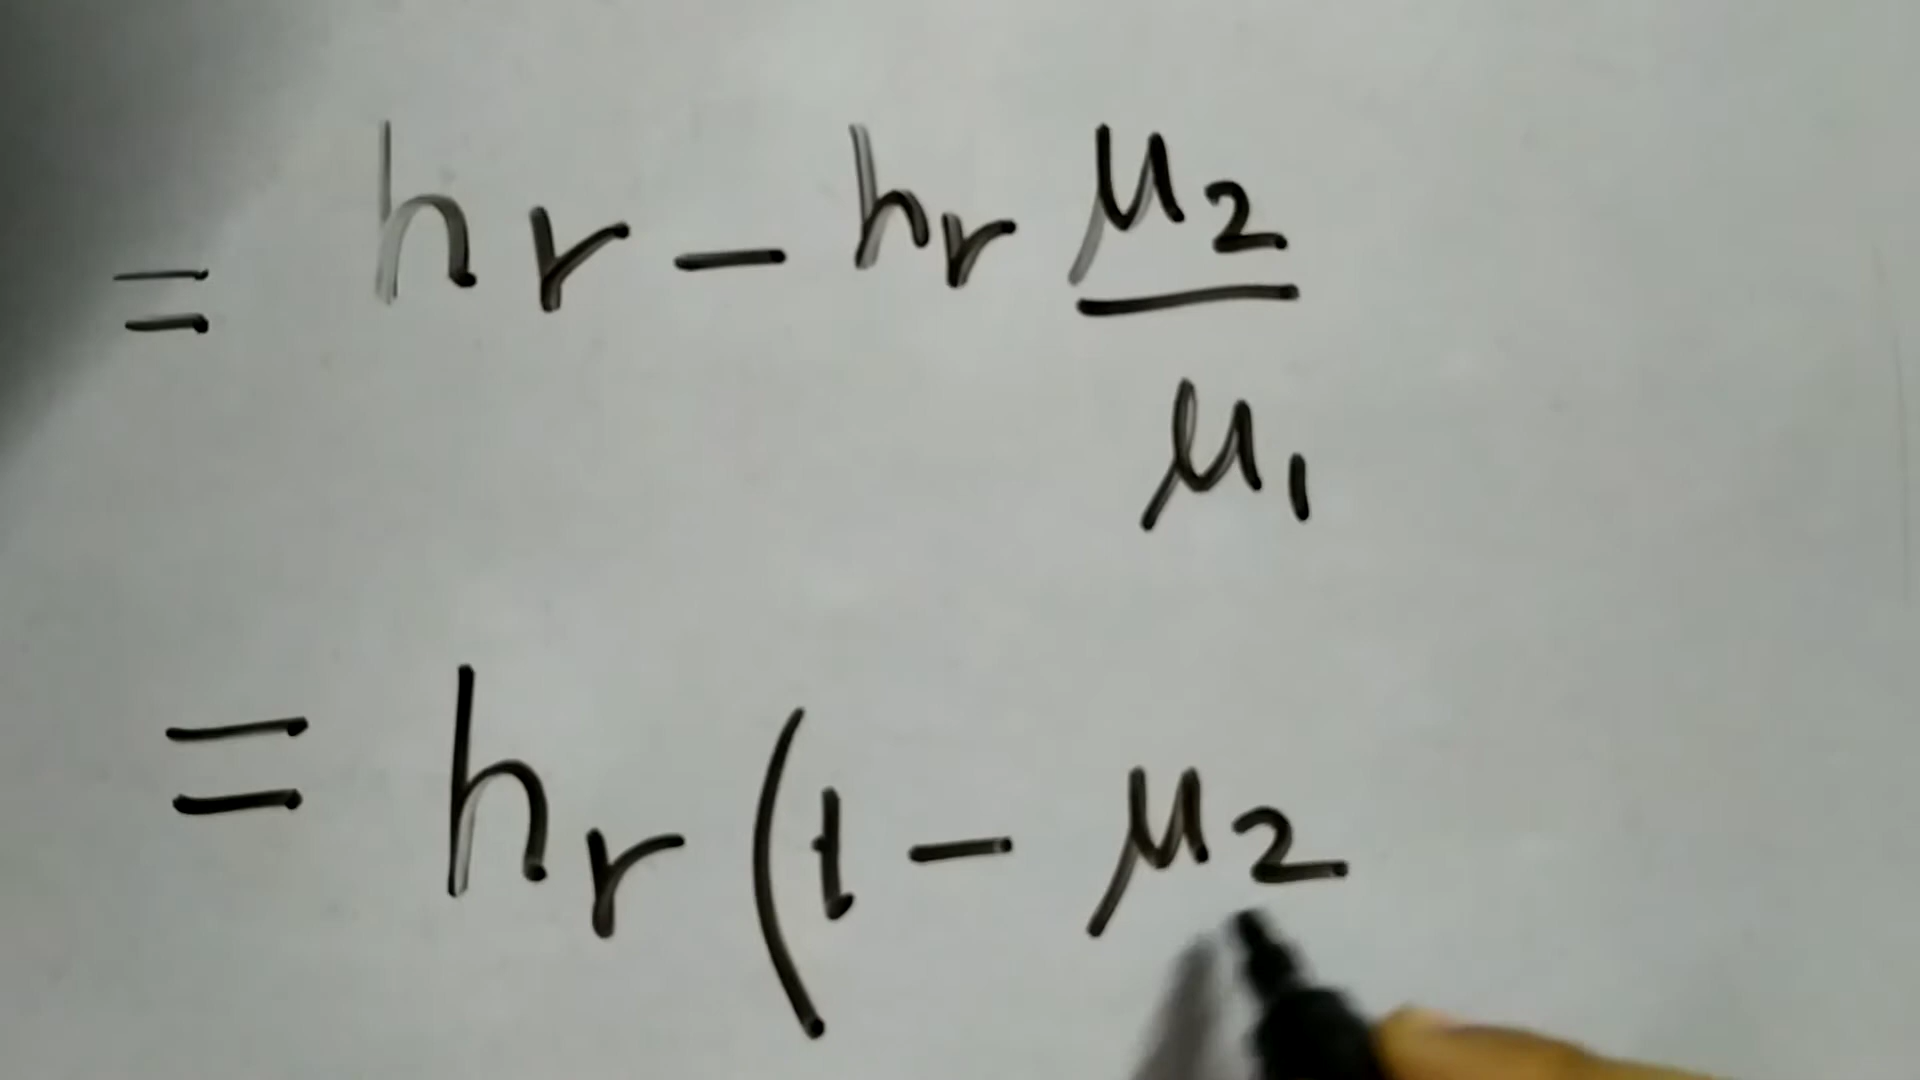 = hr - hr μ2/μ1
= hr (1 - μ2